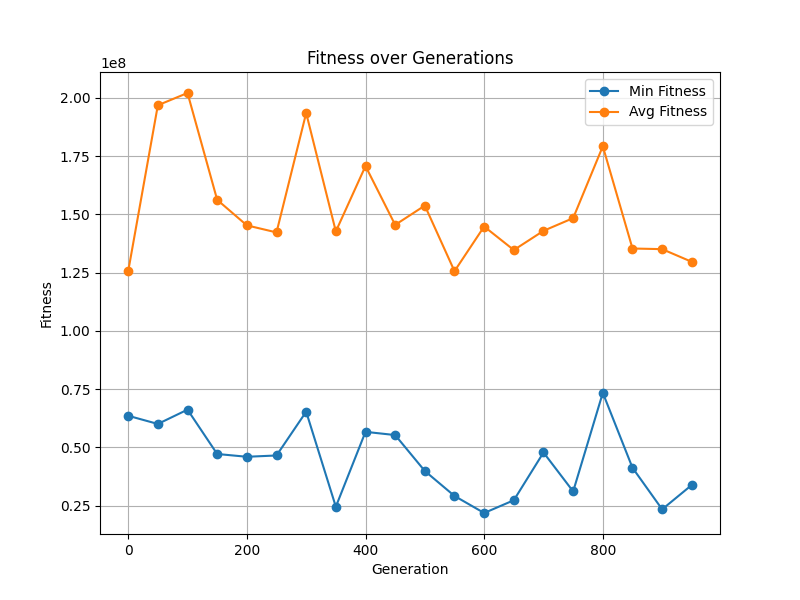 Fitness over Generations
1e8
Min Fitness
Avg Fitness
2.00
1.75
1.50
1.25
1.00
0.75
0.50
0.25
Fitness
0 200 400 600 800
Generation